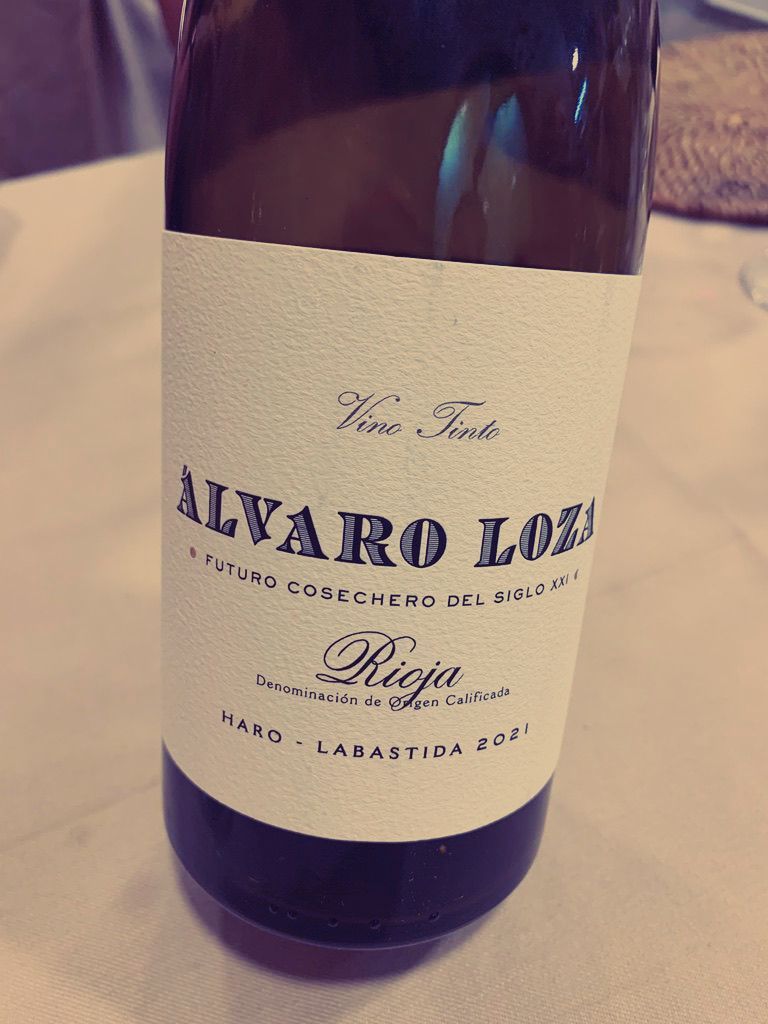 Vino Tinto
ÁLVARO LOZA
FUTURO COSECHERO DEL SIGLO XXI
Rioja
Denominación de Origen Calificada
HARO - LABASTIDA 2021